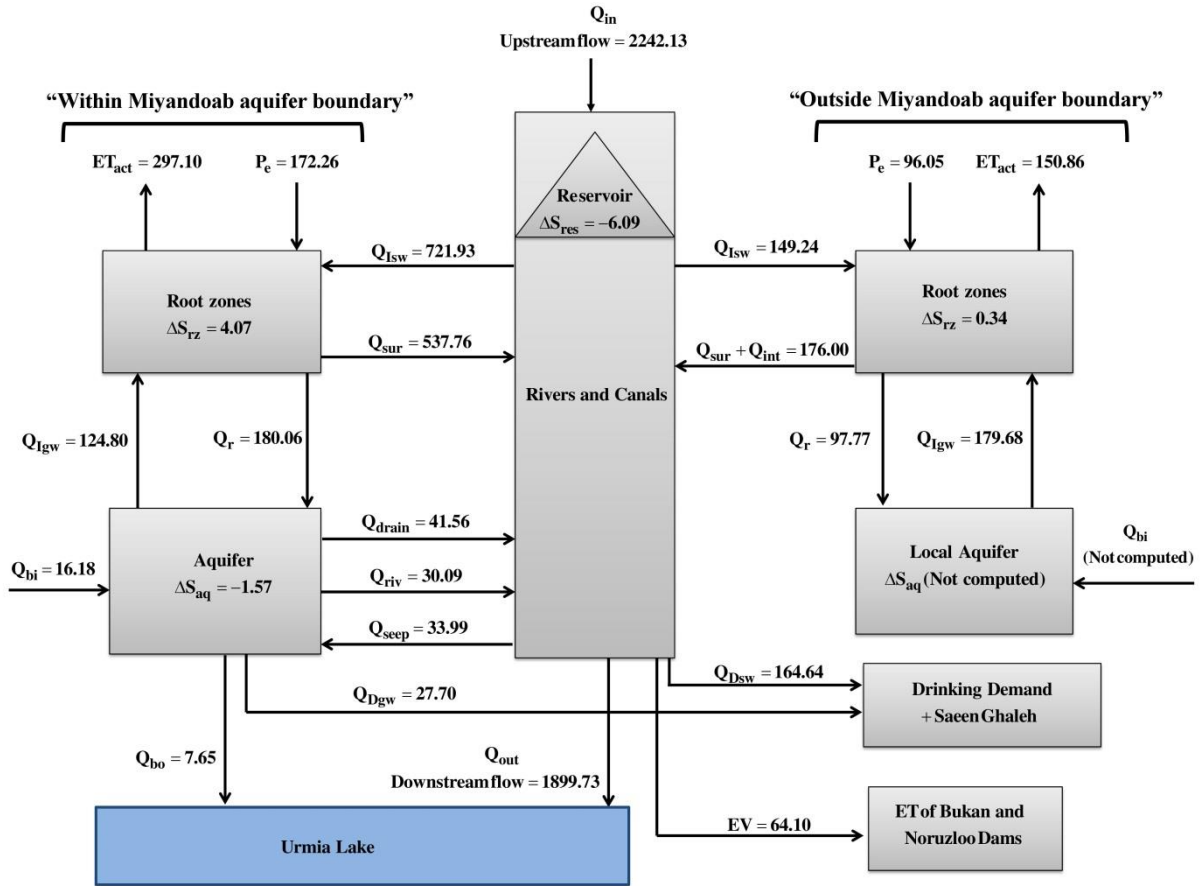 Q_in
Upstream flow = 2242.13
“Within Miyandoab aquifer boundary”
“Outside Miyandoab aquifer boundary”
ET_act = 297.10
P_e = 172.26
P_e = 96.05
ET_act = 150.86
Reservoir
ΔS_res = −6.09
Q_Isw = 721.93
Q_Isw = 149.24
Root zones
ΔS_rz = 4.07
Root zones
ΔS_rz = 0.34
Q_sur = 537.76
Q_sur + Q_int = 176.00
Rivers and Canals
Q_Igw = 124.80
Q_r = 180.06
Q_r = 97.77
Q_Igw = 179.68
Q_drain = 41.56
Q_bi = 16.18
Aquifer
ΔS_aq = −1.57
Q_riv = 30.09
Q_seep = 33.99
Local Aquifer
ΔS_aq (Not computed)
Q_bi
(Not computed)
Q_Dsw = 164.64
Q_Dgw = 27.70
Drinking Demand
+ Saeen Ghaleh
Q_bo = 7.65
Q_out
Downstream flow = 1899.73
EV = 64.10
ET of Bukan and
Noruzloo Dams
Urmia Lake